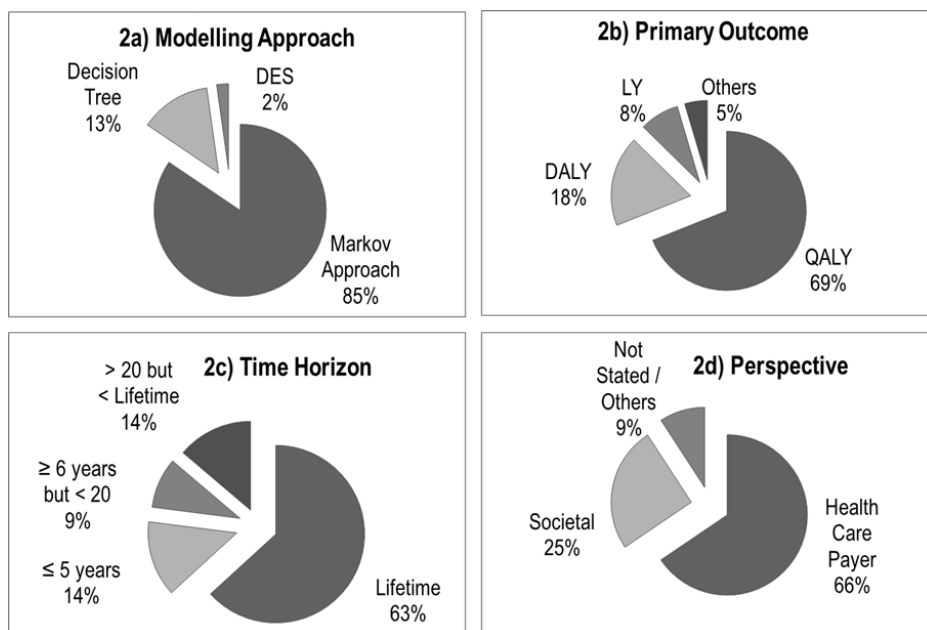 2a) Modelling Approach
Decision
Tree
13%
DES
2%
Markov
Approach
85%
2b) Primary Outcome
LY
8%
Others
5%
DALY
18%
QALY
69%
2c) Time Horizon
> 20 but
< Lifetime
14%
≥ 6 years
but < 20
9%
≤ 5 years
14%
Lifetime
63%
2d) Perspective
Not
Stated /
Others
9%
Societal
25%
Health
Care
Payer
66%